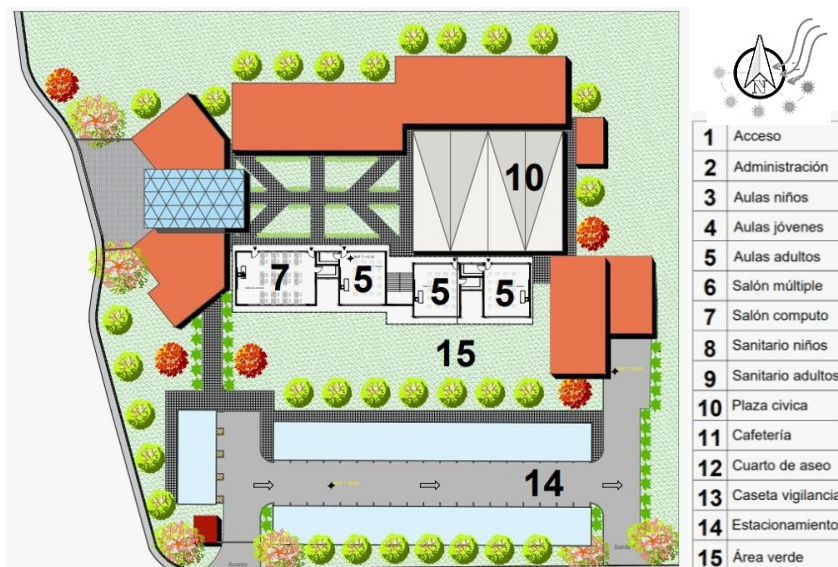 N
1 Acceso
2 Administración
3 Aulas niños
4 Aulas jóvenes
5 Aulas adultos
6 Salón múltiple
7 Salón computo
8 Sanitario niños
9 Sanitario adultos
10 Plaza civica
11 Cafetería
12 Cuarto de aseo
13 Caseta vigilancia
14 Estacionamiento
15 Área verde
10
7
5
5
5
15
14
Acceso
Salida